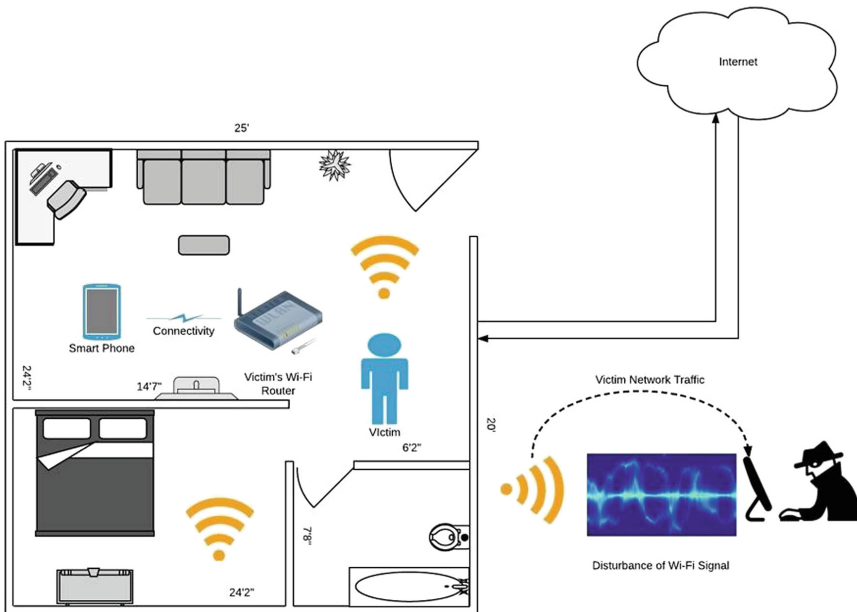 Internet
25'
Connectivity
Smart Phone
WLAN
Victim's Wi-Fi
Router
24'2"
14'7"
VIctim
6'2"
20'
Victim Network Traffic
7'8"
24'2"
Disturbance of Wi-Fi Signal